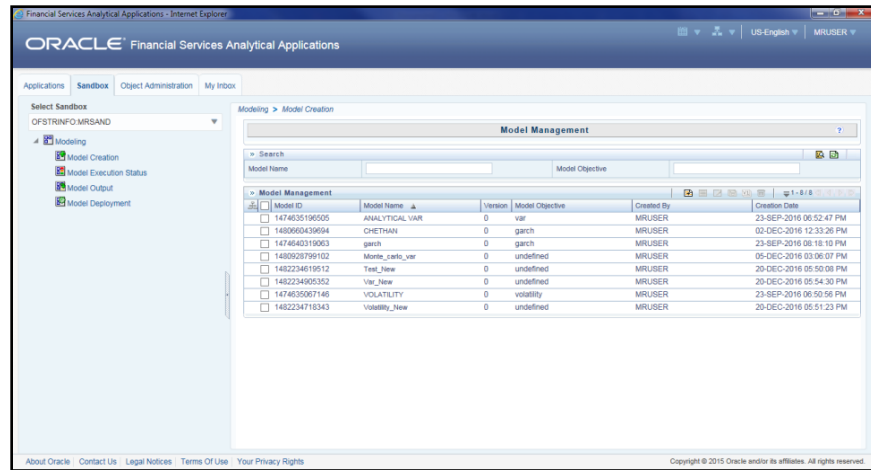 Financial Services Analytical Applications - Internet Explorer
ORACLE Financial Services Analytical Applications
US-English MRUSER
Applications Sandbox Object Administration My Inbox
Select Sandbox
OFSTRINFO:MRSAND
Modeling
Model Creation
Model Execution Status
Model Output
Model Deployment
Modeling > Model Creation
Model Management ?
» Search
Model Name Model Objective
» Model Management 1 - 8 / 8
Model ID Model Name Version Model Objective Created By Creation Date
1474635196505 ANALYTICAL VAR 0 var MRUSER 23-SEP-2016 06:52:47 PM
1480660439694 CHETHAN 0 garch MRUSER 02-DEC-2016 12:33:26 PM
1474640319063 garch 0 garch MRUSER 23-SEP-2016 08:18:10 PM
1480928799102 Monte_carlo_var 0 undefined MRUSER 05-DEC-2016 03:06:07 PM
1482234619512 Test_New 0 undefined MRUSER 20-DEC-2016 05:50:08 PM
1482234905352 Var_New 0 undefined MRUSER 20-DEC-2016 05:54:30 PM
1474635067146 VOLATILITY 0 volatility MRUSER 23-SEP-2016 06:50:56 PM
1482234718343 Volatility_New 0 undefined MRUSER 20-DEC-2016 05:51:23 PM
About Oracle Contact Us Legal Notices Terms Of Use Your Privacy Rights
Copyright © 2015 Oracle and/or its affiliates. All rights reserved.